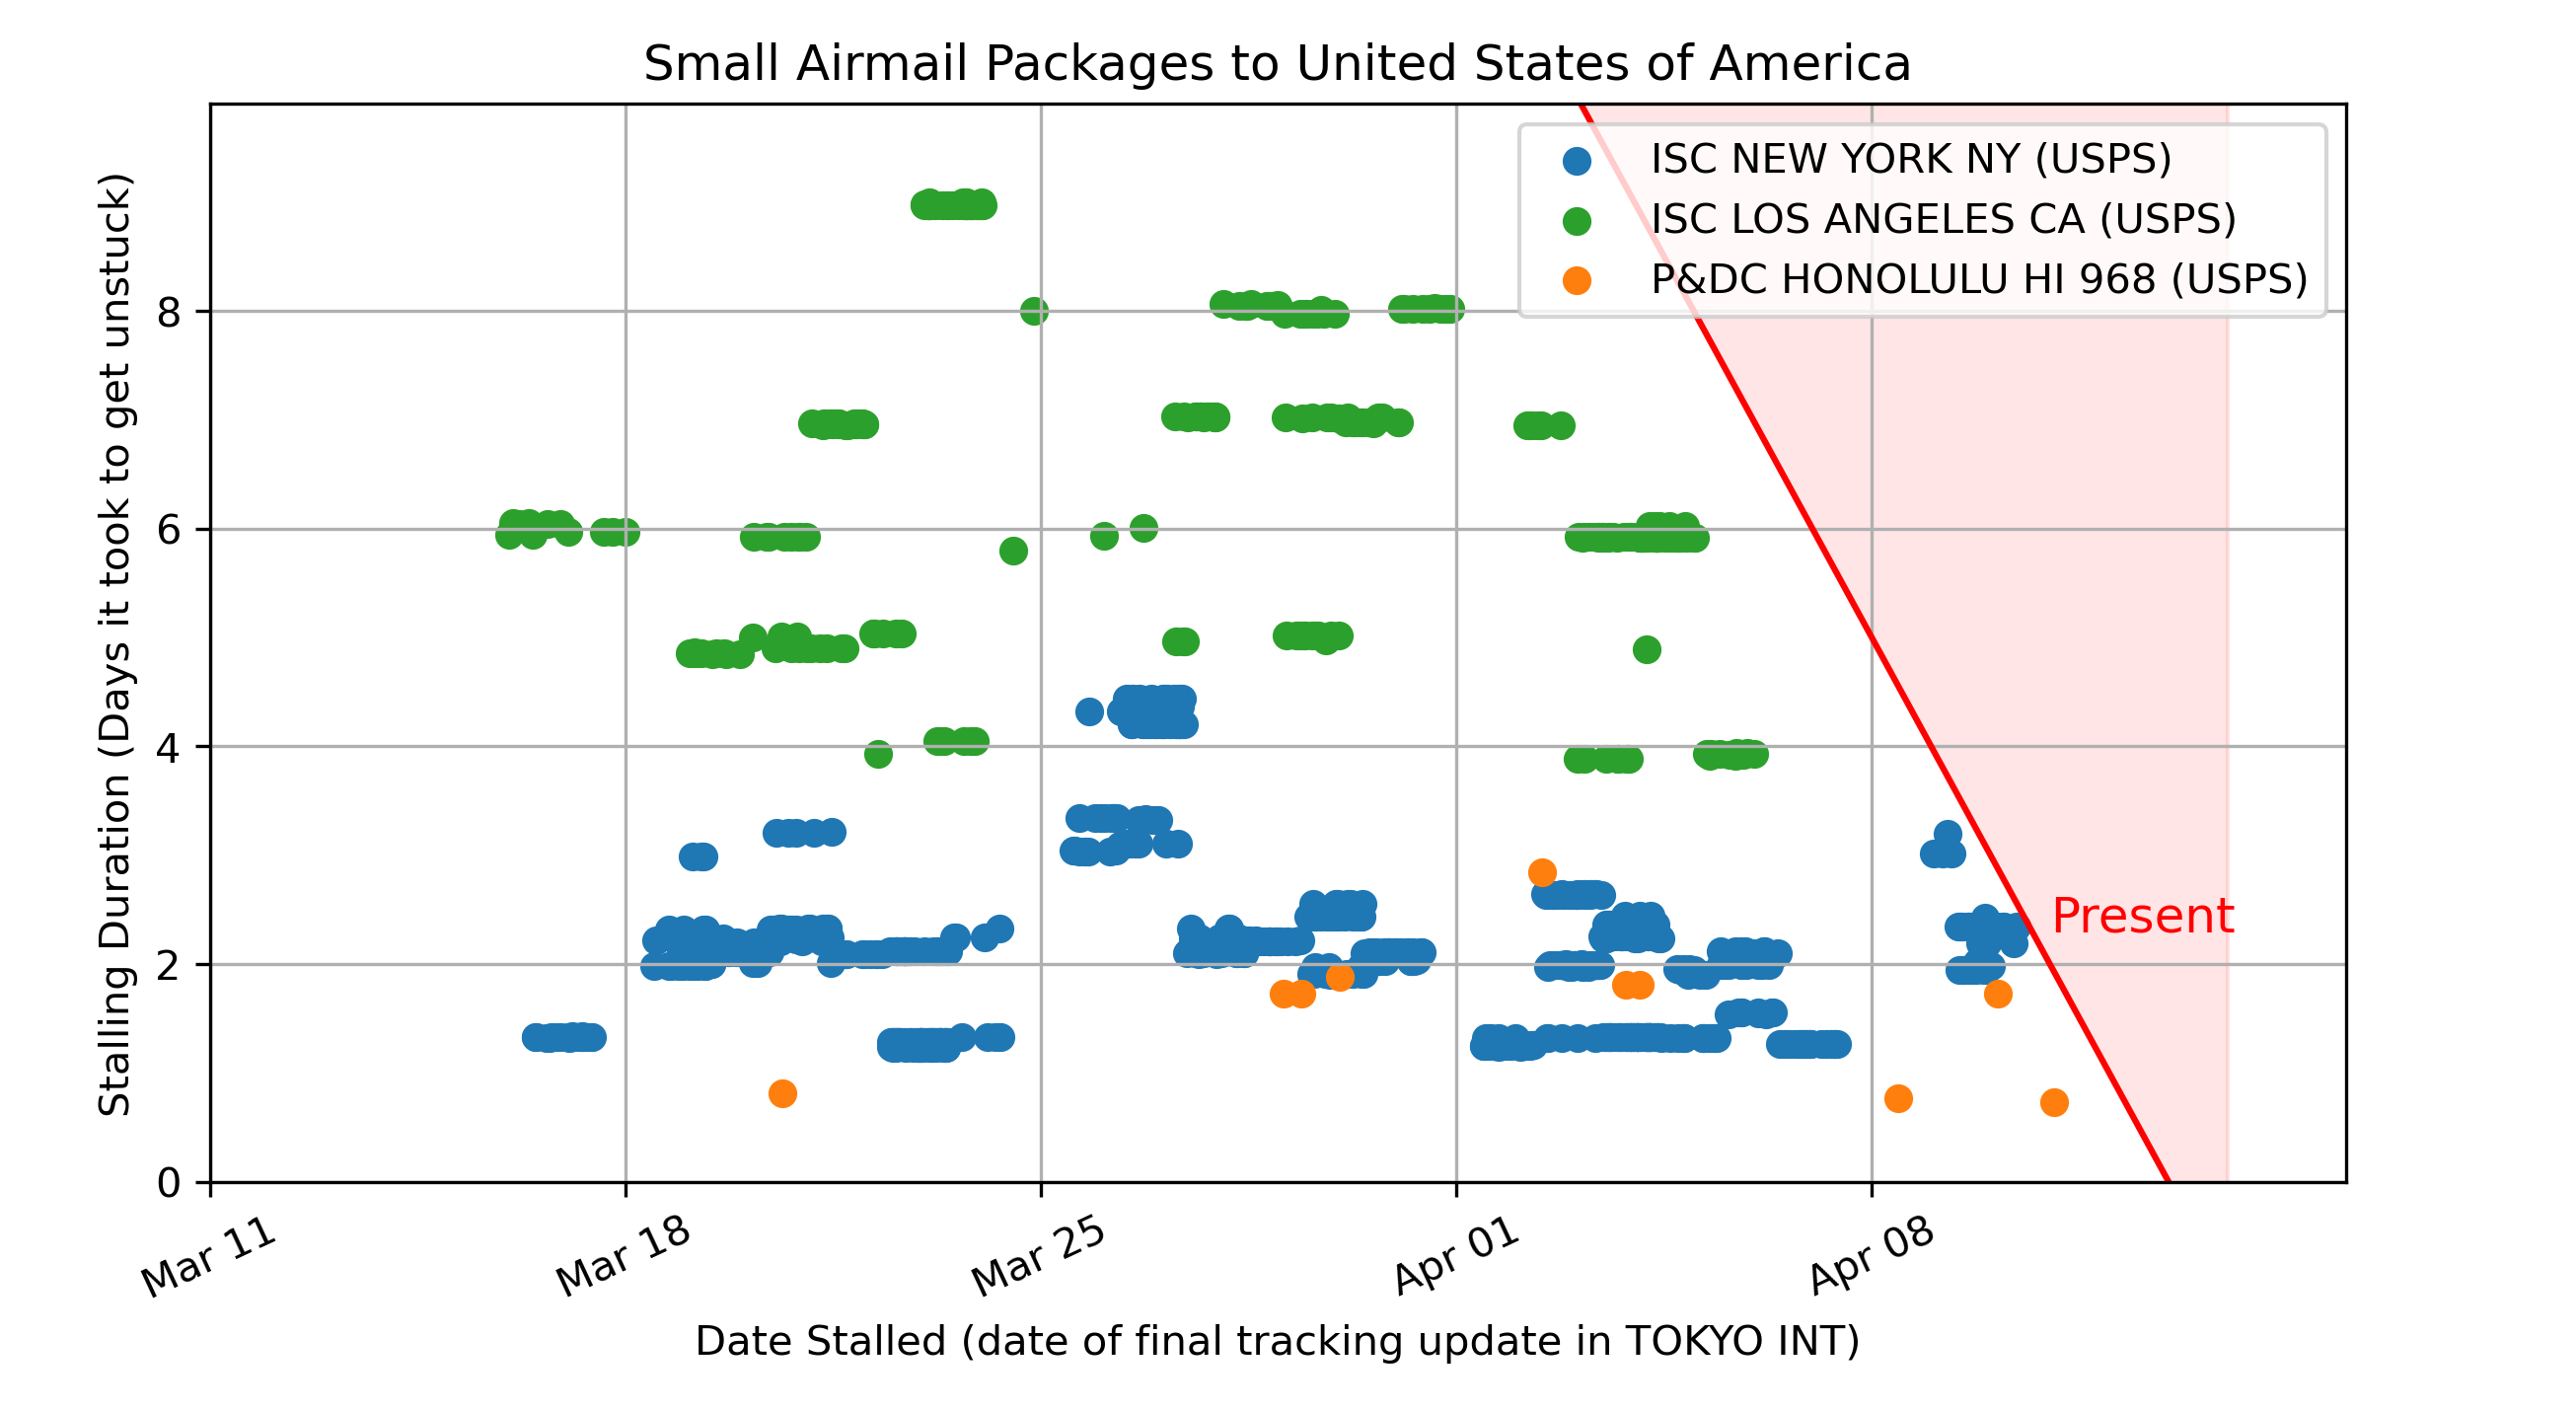 Small Airmail Packages to United States of America
Stalling Duration (Days it took to get unstuck)
8
6
4
2
0
ISC NEW YORK NY (USPS)
ISC LOS ANGELES CA (USPS)
P&DC HONOLULU HI 968 (USPS)
Present
Mar 11
Mar 18
Mar 25
Apr 01
Apr 08
Date Stalled (date of final tracking update in TOKYO INT)